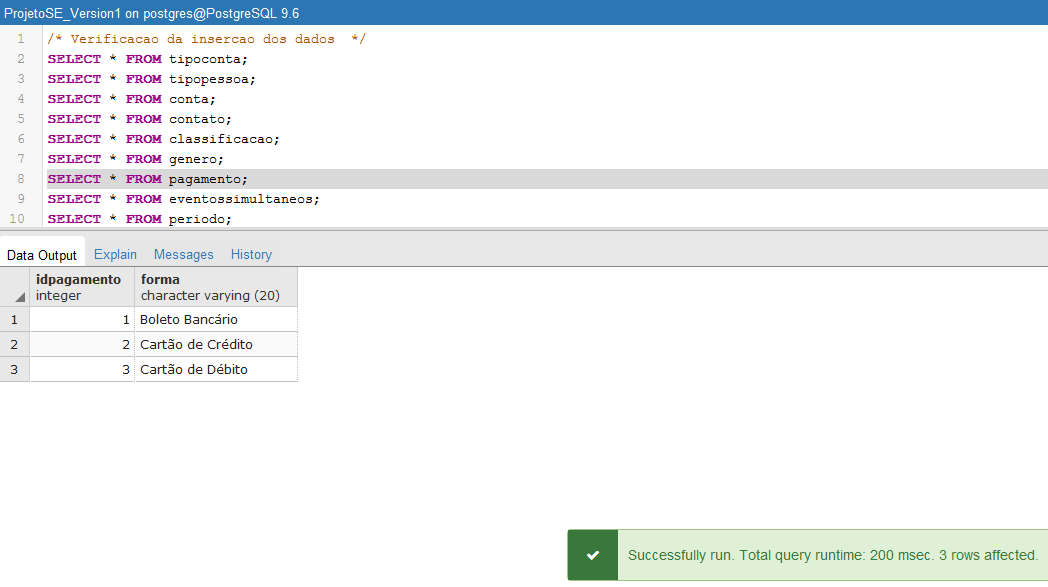 ProjetoSE_Version1 on postgres@PostgreSQL 9.6
1 /* Verificacao da insercao dos dados  */
2 SELECT * FROM tipoconta;
3 SELECT * FROM tipopessoa;
4 SELECT * FROM conta;
5 SELECT * FROM contato;
6 SELECT * FROM classificacao;
7 SELECT * FROM genero;
8 SELECT * FROM pagamento;
9 SELECT * FROM eventossimultaneos;
10 SELECT * FROM periodo;
Data Output Explain Messages History
idpagamento forma
integer character varying (20)
1 1 Boleto Bancário
2 2 Cartão de Crédito
3 3 Cartão de Débito
Successfully run. Total query runtime: 200 msec. 3 rows affected.